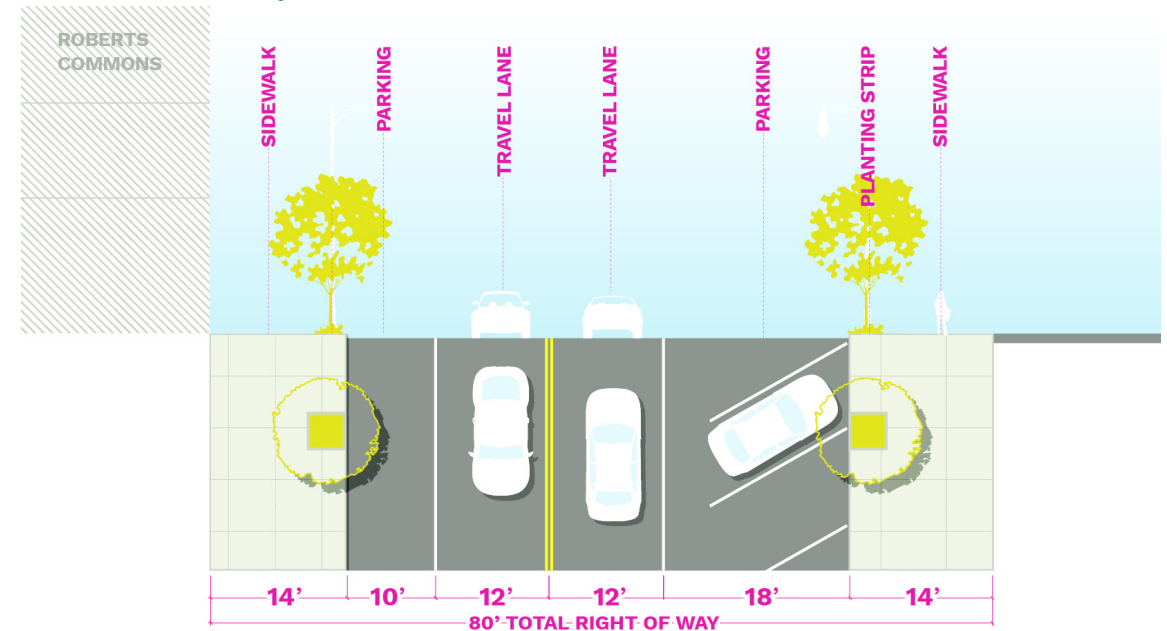 ROBERTS
COMMONS
SIDEWALK
PARKING
TRAVEL LANE
TRAVEL LANE
PARKING
PLANTING STRIP
SIDEWALK
14’
10’
12’
12’
18’
14’
80’ TOTAL RIGHT OF WAY